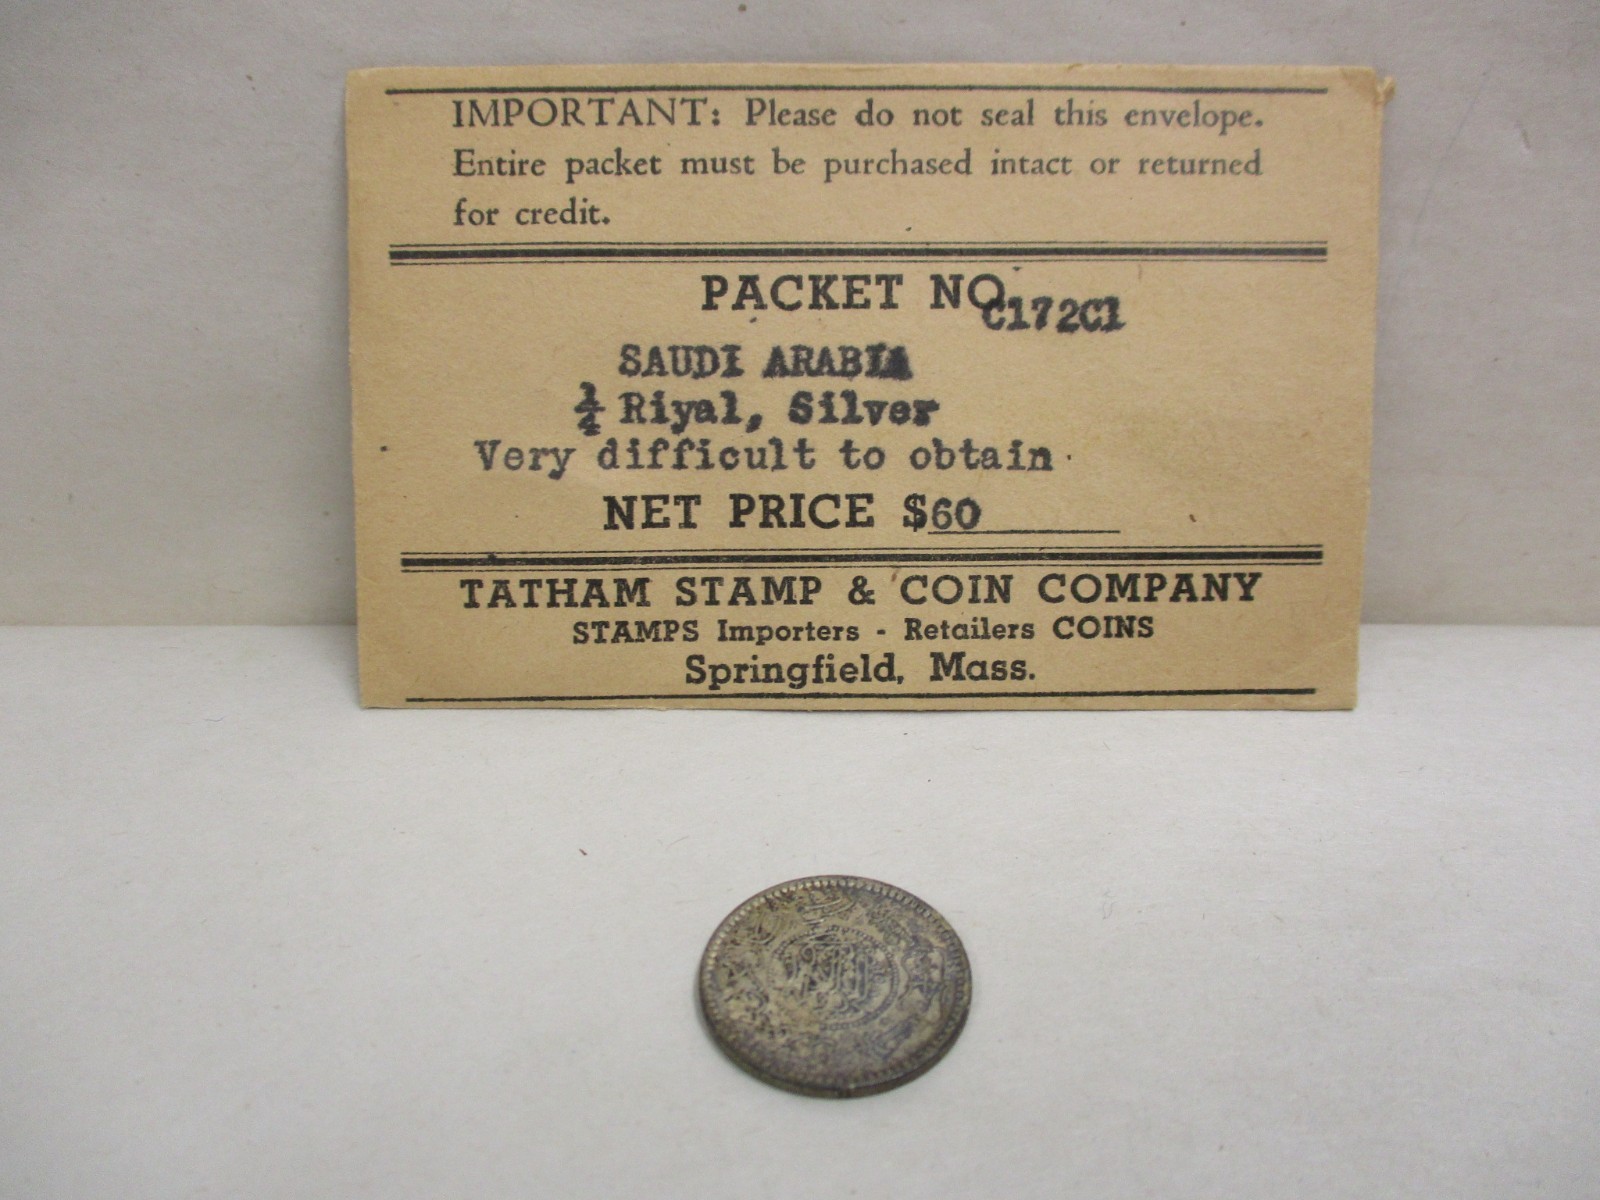 IMPORTANT: Please do not seal this envelope.
Entire packet must be purchased intact or returned
for credit.
PACKET NO.
C172C1
SAUDI ARABIA
¼ Riyal, Silver
Very difficult to obtain
NET PRICE $60
TATHAM STAMP & COIN COMPANY
STAMPS Importers - Retailers COINS
Springfield, Mass.